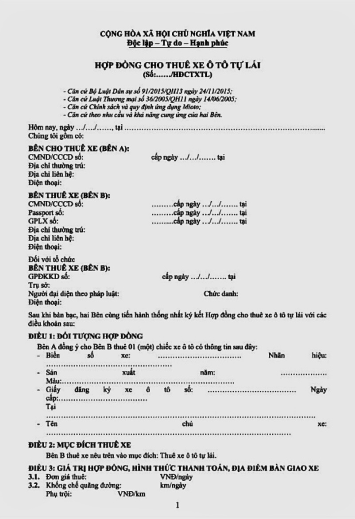 CỘNG HÒA XÃ HỘI CHỦ NGHĨA VIỆT NAM
Độc lập – Tự do – Hạnh phúc
HỢP ĐỒNG CHO THUÊ XE Ô TÔ TỰ LÁI
(Số:....../HĐCTXTL)
- Căn cứ Bộ Luật Dân sự số 91/2015/QH13 ngày 24/11/2015;
- Căn cứ Luật Thương mại số 36/2005/QH11 ngày 14/06/2005;
- Căn cứ Chính sách và quy định ứng dụng Mioto;
- Căn cứ theo nhu cầu và khả năng cung ứng của hai Bên.
Hôm nay, ngày .../.../......., tại ..........................................................
Chúng tôi gồm có:
BÊN CHO THUÊ XE (BÊN A):
CMND/CCCD số: cấp ngày .../.../....... tại
Địa chỉ thường trú:
Địa chỉ liên hệ:
Điện thoại:
BÊN THUÊ XE (BÊN B):
CMND/CCCD số: .........cấp ngày .../.../....... tại
Passport số: .........cấp ngày .../.../....... tại
GPLX số: .........cấp ngày .../.../....... tại
Địa chỉ thường trú:
Địa chỉ liên hệ:
Điện thoại:
Đối với tổ chức
BÊN THUÊ XE (BÊN B):
GPĐKKD số: cấp ngày .../.../....... tại
Trụ sở:
Người đại diện theo pháp luật: Chức danh:
Điện thoại:
Sau khi bàn bạc, hai Bên cùng tiến hành thống nhất ký kết Hợp đồng cho thuê xe ô tô tự lái với các
điều khoản sau:
ĐIỀU 1: ĐỐI TƯỢNG HỢP ĐỒNG
Bên A đồng ý cho Bên B thuê 01 (một) chiếc xe ô tô có thông tin sau đây:
- Biển số xe: ............................ Nhãn hiệu:
............................................
- Sản xuất năm: ....................
Màu:............................................
- Giấy đăng ký xe ô tô số: ............................ Ngày
cấp:............................
Tại
............................................................................
- Tên chủ xe:
............................................................................
ĐIỀU 2: MỤC ĐÍCH THUÊ XE
Bên B thuê xe nêu trên vào mục đích: Thuê xe ô tô tự lái.
ĐIỀU 3: GIÁ TRỊ HỢP ĐỒNG, HÌNH THỨC THANH TOÁN, ĐỊA ĐIỂM BÀN GIAO XE
3.1. Đơn giá thuê: VNĐ/ngày
3.2. Khống chế quãng đường: km/ngày
Phụ trội: VNĐ/km
1